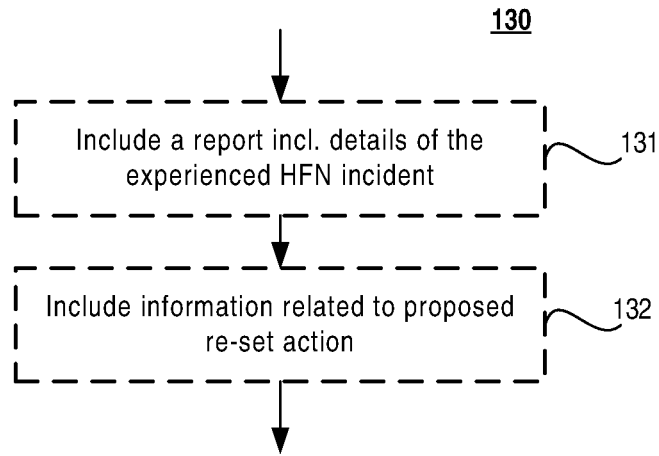 130
Include a report incl. details of the
experienced HFN incident
131
Include information related to proposed
re-set action
132